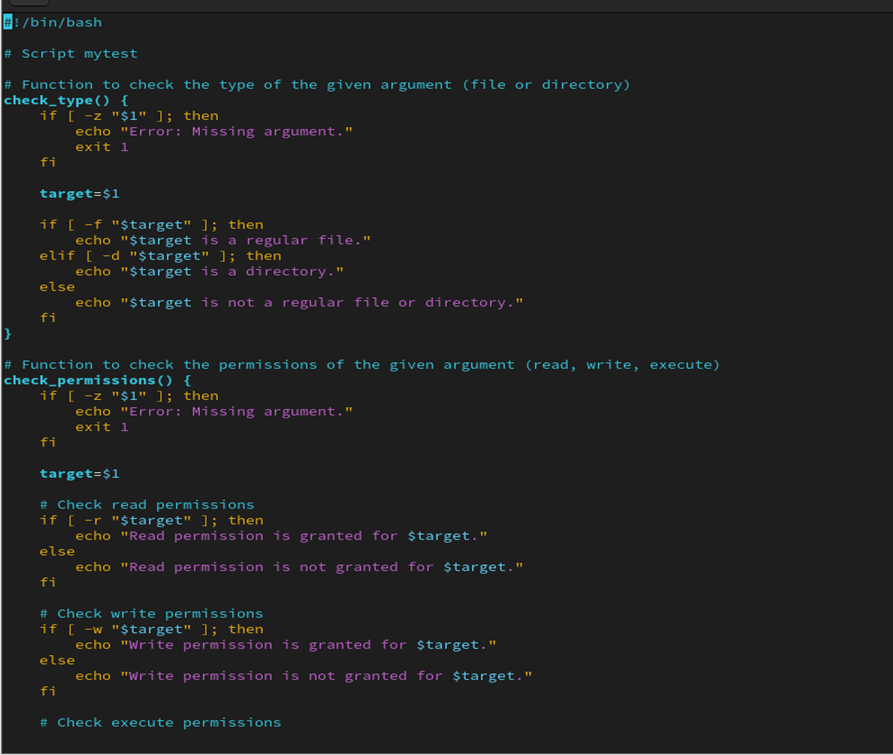 #!/bin/bash

# Script mytest

# Function to check the type of the given argument (file or directory)
check_type() {
    if [ -z "$1" ]; then
        echo "Error: Missing argument."
        exit 1
    fi

    target=$1

    if [ -f "$target" ]; then
        echo "$target is a regular file."
    elif [ -d "$target" ]; then
        echo "$target is a directory."
    else
        echo "$target is not a regular file or directory."
    fi
}

# Function to check the permissions of the given argument (read, write, execute)
check_permissions() {
    if [ -z "$1" ]; then
        echo "Error: Missing argument."
        exit 1
    fi

    target=$1

    # Check read permissions
    if [ -r "$target" ]; then
        echo "Read permission is granted for $target."
    else
        echo "Read permission is not granted for $target."
    fi

    # Check write permissions
    if [ -w "$target" ]; then
        echo "Write permission is granted for $target."
    else
        echo "Write permission is not granted for $target."
    fi

    # Check execute permissions